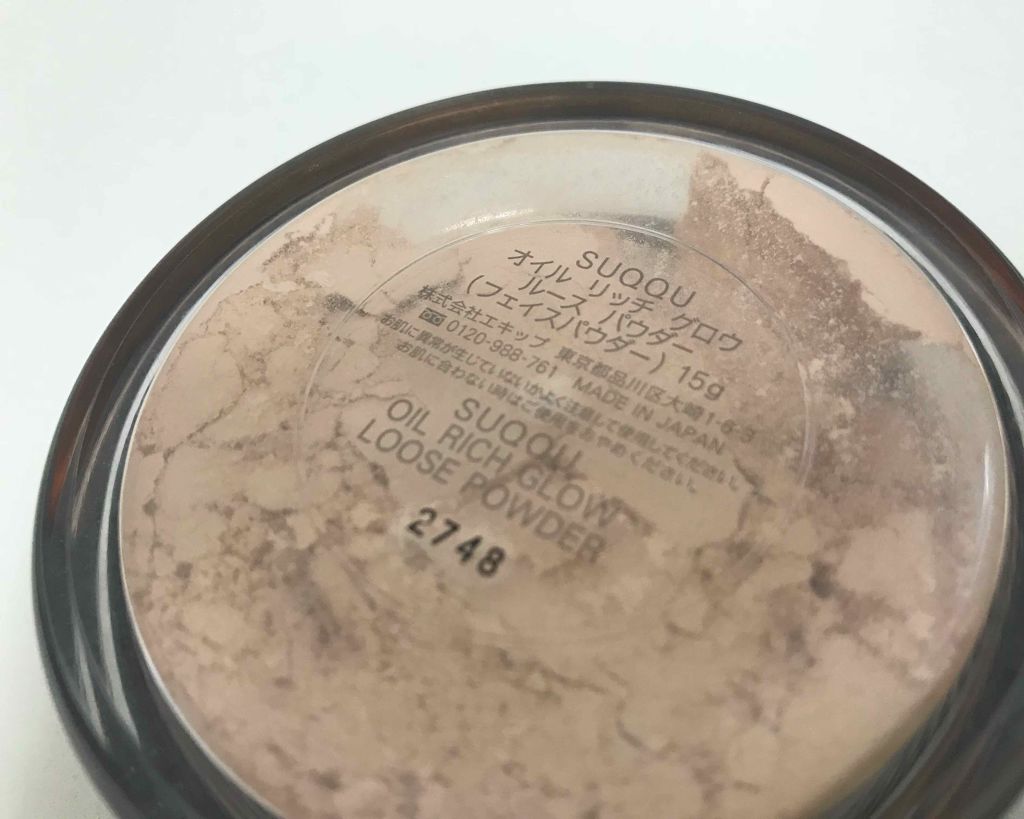 SUQQU
オイル リッチ グロウ
ルース パウダー
(フェイスパウダー) 15g
株式会社エキップ 東京都品川区大崎1-6-3
0120-988-761 MADE IN JAPAN
お肌に異常が生じていないかよく注意して使用してください。
お肌に合わない時はご使用をおやめください。
SUQQU
OIL RICH GLOW
LOOSE POWDER
2748